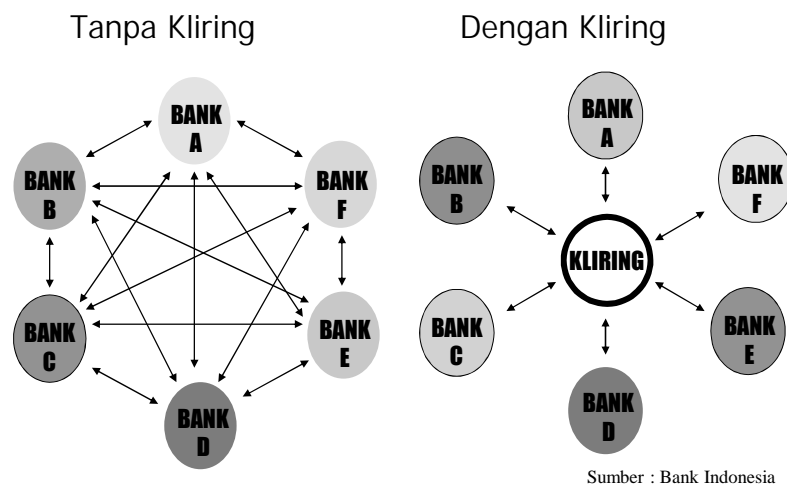 Tanpa Kliring
BANK
A
BANK
B
BANK
F
BANK
C
BANK
E
BANK
D
Dengan Kliring
BANK
A
BANK
B
BANK
F
KLIRING
BANK
C
BANK
E
BANK
D
Sumber : Bank Indonesia